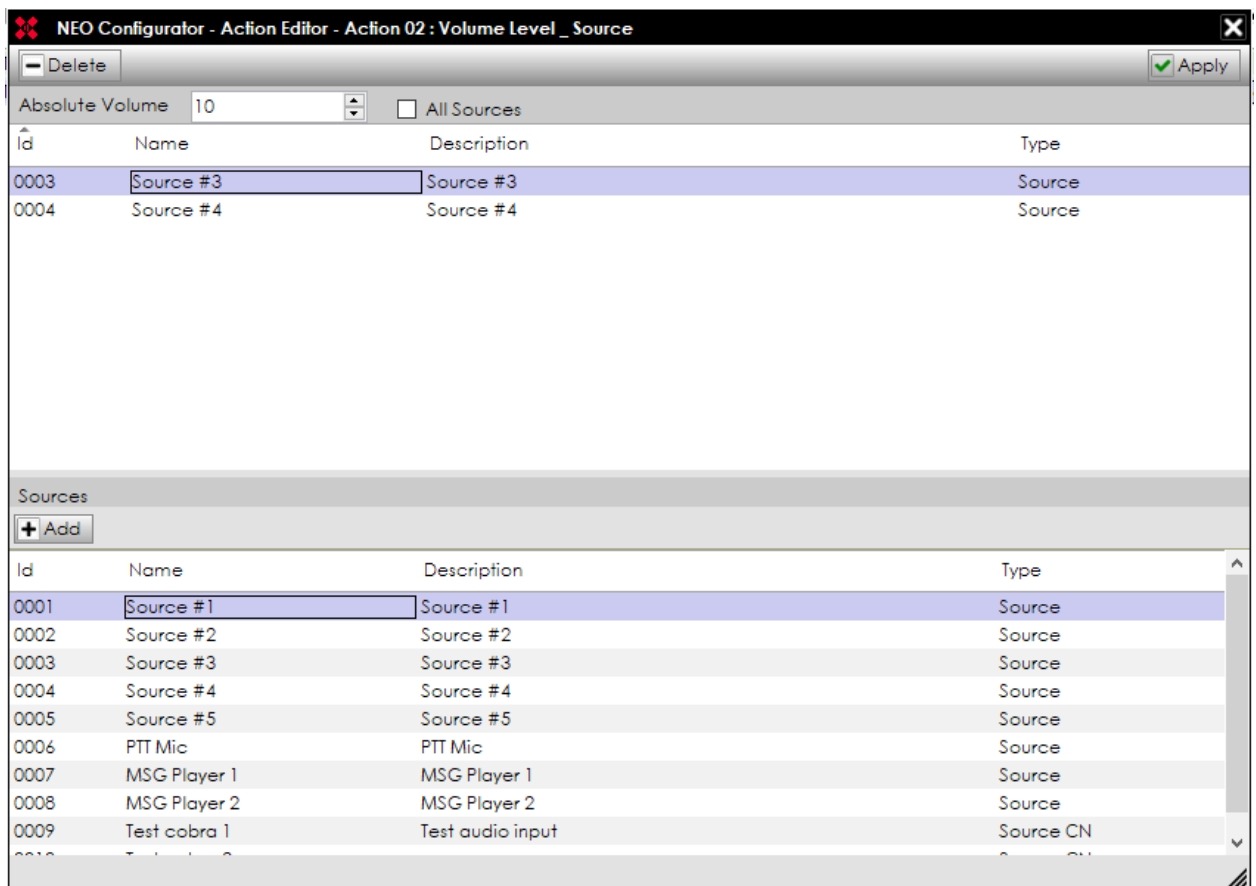 NEO Configurator - Action Editor - Action 02 : Volume Level _ Source
Delete Apply
Absolute Volume 10 All Sources
Id Name Description Type
0003 Source #3 Source #3 Source
0004 Source #4 Source #4 Source
Sources
Add
Id Name Description Type
0001 Source #1 Source #1 Source
0002 Source #2 Source #2 Source
0003 Source #3 Source #3 Source
0004 Source #4 Source #4 Source
0005 Source #5 Source #5 Source
0006 PTT Mic PTT Mic Source
0007 MSG Player 1 MSG Player 1 Source
0008 MSG Player 2 MSG Player 2 Source
0009 Test cobra 1 Test audio input Source CN